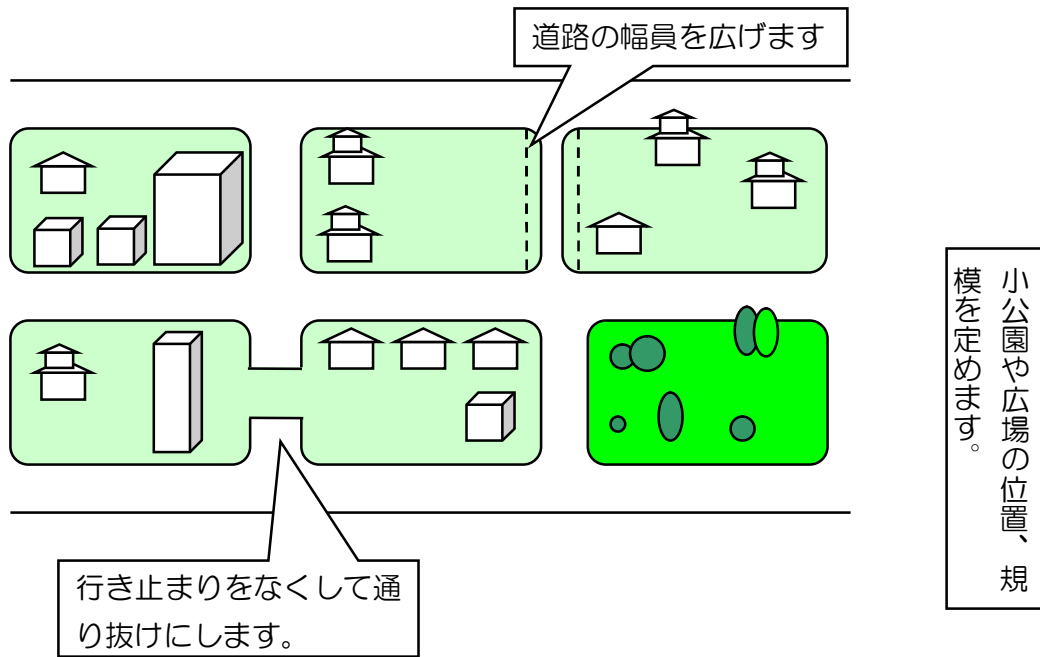 道路の幅員を広げます
小公園や広場の位置、規
模を定めます。
行き止まりをなくして通
り抜けにします。